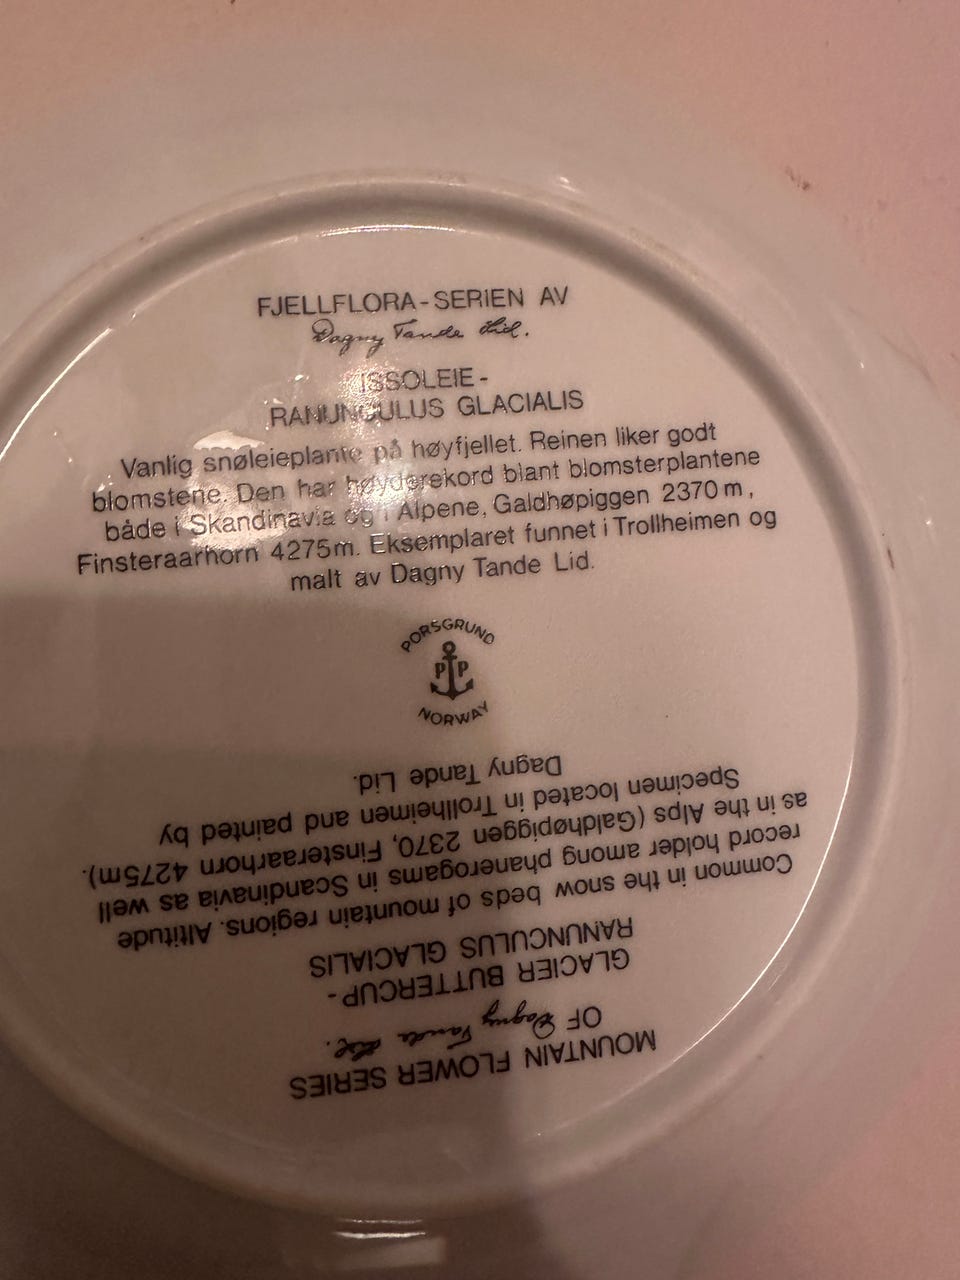 FJELLFLORA-SERIEN AV
Dagny Tande Lid.
ISSOLEIE-
RANUNCULUS GLACIALIS
Vanlig snøleieplante på høyfjellet. Reinen liker godt
blomstene. Den har høyderekord blant blomsterplantene
både i Skandinavia og i Alpene, Galdhøpiggen 2370m,
Finsteraarhorn 4275m. Eksemplaret funnet i Trollheimen og
malt av Dagny Tande Lid.
PORSGRUND
PP
NORWAY
MOUNTAIN FLOWER SERIES
OF Dagny Tande Lid.
GLACIER BUTTERCUP-
RANUNCULUS GLACIALIS
Common in the snow beds of mountain regions. Altitude
record holder among phanerogams in Scandinavia as well
as in the Alps (Galdhøpiggen 2370, Finsteraarhorn 4275m).
Specimen located in Trollheimen and painted by
Dagny Tande Lid.